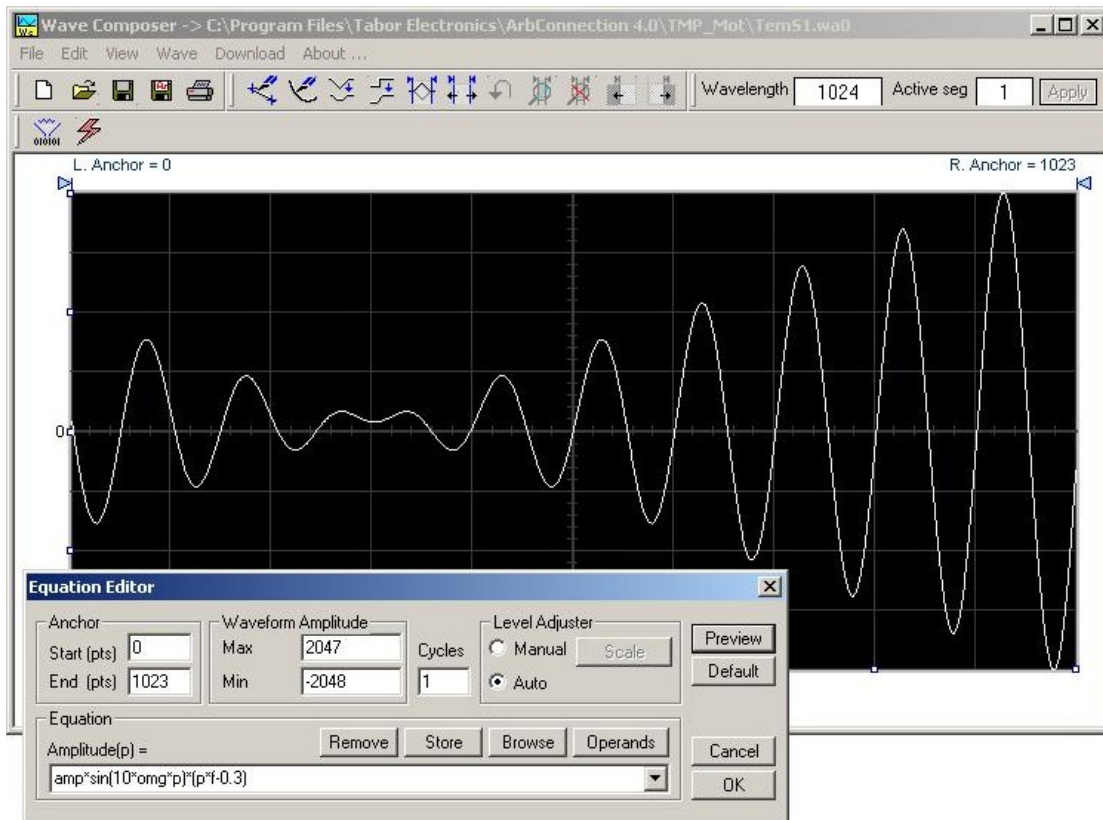 Wave Composer -> C:\Program Files\Tabor Electronics\ArbConnection 4.0\TMP_Mot\TemS1.wa0
File Edit View Wave Download About ...
Wavelength 1024 Active seg 1 Apply
010101
L. Anchor = 0 R. Anchor = 1023
0
Equation Editor
Anchor Waveform Amplitude Level Adjuster
Start (pts) 0 Max 2047 Cycles Manual Scale Preview
End (pts) 1023 Min -2048 1 Auto Default
Equation
Amplitude(p) = Remove Store Browse Operands Cancel
amp*sin(10*omg*p)*(p*f-0.3) OK